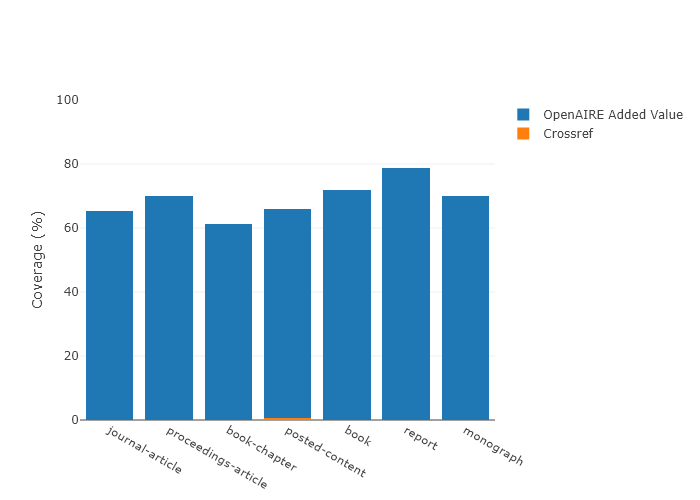 100
80
60
40
20
0
Coverage (%)
journal-article
proceedings-article
book-chapter
posted-content
book
report
monograph
OpenAIRE Added Value
Crossref